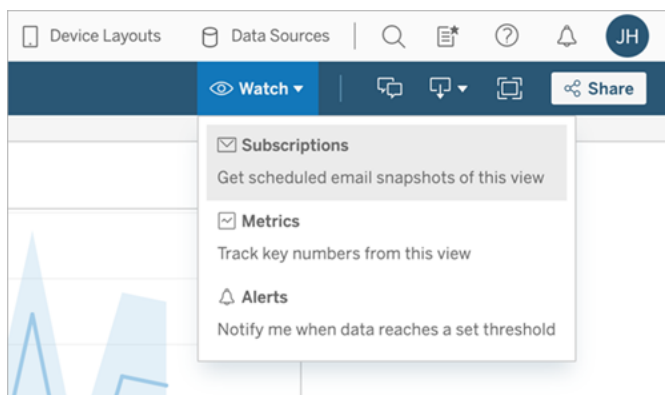 Device Layouts Data Sources JH
Watch Share
Subscriptions
Get scheduled email snapshots of this view
Metrics
Track key numbers from this view
Alerts
Notify me when data reaches a set threshold